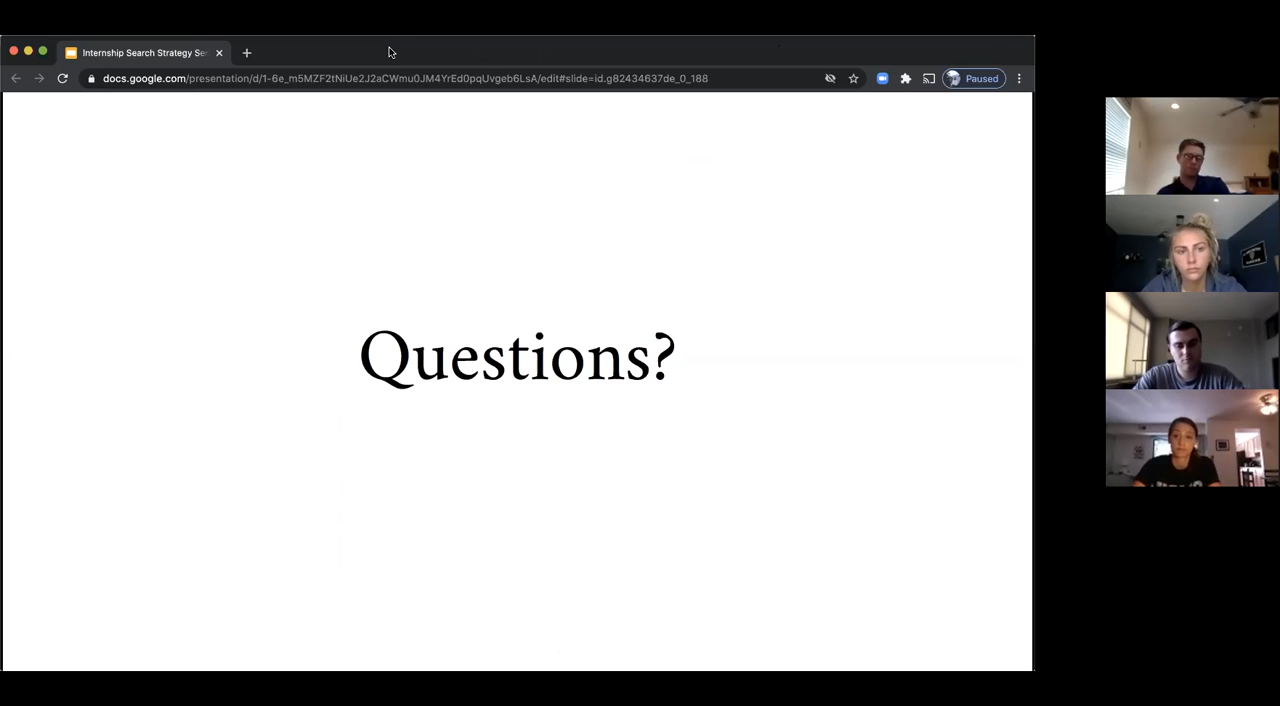 Internship Search Strategy Se
docs.google.com/presentation/d/1-6e_m5MZF2tNiUe2J2aCWmu0JM4YrEd0pqUvgeb6LsA/edit#slide=id.g82434637de_0_188
Paused
Questions?